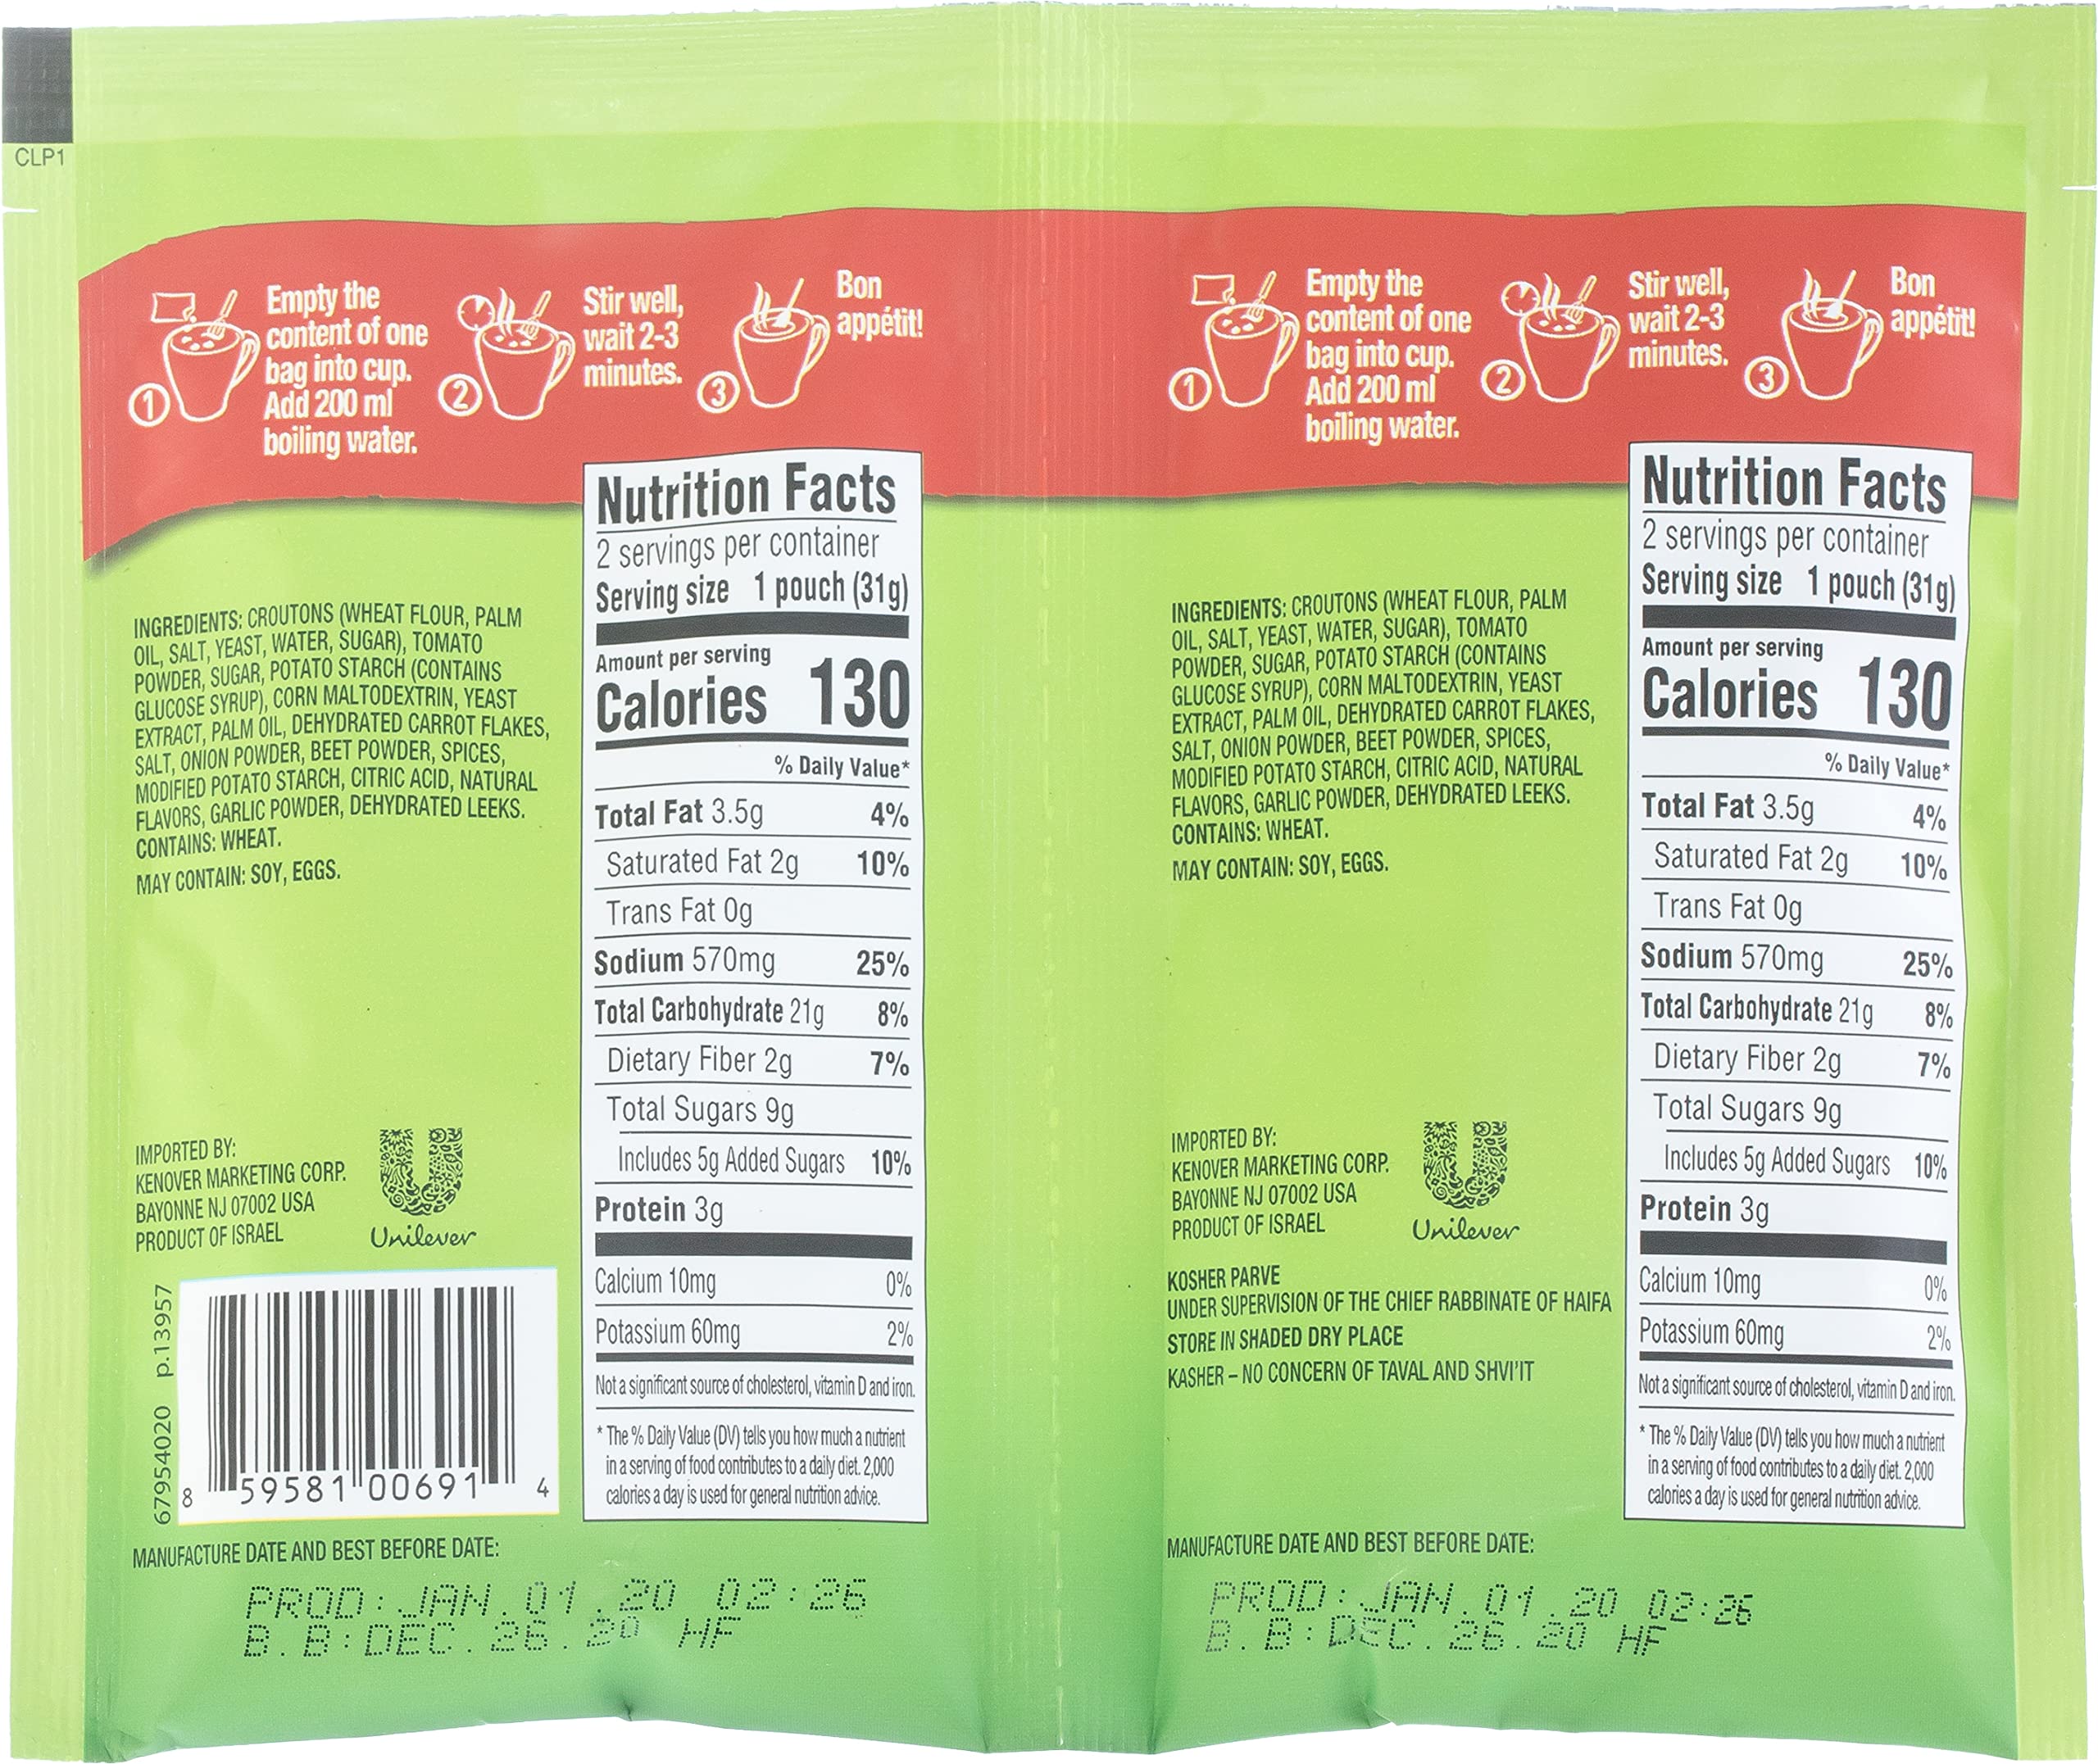 CLP1
1
Empty the
content of one
bag into cup.
Add 200 ml
boiling water.
2
Stir well,
wait 2-3
minutes.
3
Bon
appétit!
INGREDIENTS: CROUTONS (WHEAT FLOUR, PALM
OIL, SALT, YEAST, WATER, SUGAR), TOMATO
POWDER, SUGAR, POTATO STARCH (CONTAINS
GLUCOSE SYRUP), CORN MALTODEXTRIN, YEAST
EXTRACT, PALM OIL, DEHYDRATED CARROT FLAKES,
SALT, ONION POWDER, BEET POWDER, SPICES,
MODIFIED POTATO STARCH, CITRIC ACID, NATURAL
FLAVORS, GARLIC POWDER, DEHYDRATED LEEKS.
CONTAINS: WHEAT.
MAY CONTAIN: SOY, EGGS.
IMPORTED BY:
KENOVER MARKETING CORP.
BAYONNE NJ 07002 USA
PRODUCT OF ISRAEL
Unilever
67954020 p.13957
8 59581 00691 4
Nutrition Facts
2 servings per container
Serving size 1 pouch (31g)
Amount per serving
Calories 130
% Daily Value*
Total Fat 3.5g 4%
Saturated Fat 2g 10%
Trans Fat 0g
Sodium 570mg 25%
Total Carbohydrate 21g 8%
Dietary Fiber 2g 7%
Total Sugars 9g
Includes 5g Added Sugars 10%
Protein 3g
Calcium 10mg 0%
Potassium 60mg 2%
Not a significant source of cholesterol, vitamin D and iron.
* The % Daily Value (DV) tells you how much a nutrient
in a serving of food contributes to a daily diet. 2,000
calories a day is used for general nutrition advice.
MANUFACTURE DATE AND BEST BEFORE DATE:
PROD: JAN. 01 .20 02:26
B.B: DEC. 26. 20 HF
1
Empty the
content of one
bag into cup.
Add 200 ml
boiling water.
2
Stir well,
wait 2-3
minutes.
3
Bon
appétit!
INGREDIENTS: CROUTONS (WHEAT FLOUR, PALM
OIL, SALT, YEAST, WATER, SUGAR), TOMATO
POWDER, SUGAR, POTATO STARCH (CONTAINS
GLUCOSE SYRUP), CORN MALTODEXTRIN, YEAST
EXTRACT, PALM OIL, DEHYDRATED CARROT FLAKES,
SALT, ONION POWDER, BEET POWDER, SPICES,
MODIFIED POTATO STARCH, CITRIC ACID, NATURAL
FLAVORS, GARLIC POWDER, DEHYDRATED LEEKS.
CONTAINS: WHEAT.
MAY CONTAIN: SOY, EGGS.
IMPORTED BY:
KENOVER MARKETING CORP.
BAYONNE NJ 07002 USA
PRODUCT OF ISRAEL
Unilever
KOSHER PARVE
UNDER SUPERVISION OF THE CHIEF RABBINATE OF HAIFA
STORE IN SHADED DRY PLACE
KASHER – NO CONCERN OF TAVAL AND SHVI'IT
Nutrition Facts
2 servings per container
Serving size 1 pouch (31g)
Amount per serving
Calories 130
% Daily Value*
Total Fat 3.5g 4%
Saturated Fat 2g 10%
Trans Fat 0g
Sodium 570mg 25%
Total Carbohydrate 21g 8%
Dietary Fiber 2g 7%
Total Sugars 9g
Includes 5g Added Sugars 10%
Protein 3g
Calcium 10mg 0%
Potassium 60mg 2%
Not a significant source of cholesterol, vitamin D and iron.
* The % Daily Value (DV) tells you how much a nutrient
in a serving of food contributes to a daily diet. 2,000
calories a day is used for general nutrition advice.
MANUFACTURE DATE AND BEST BEFORE DATE:
PROD: JAN. 01 .20 02:26
B.B: DEC. 26. 20 HF